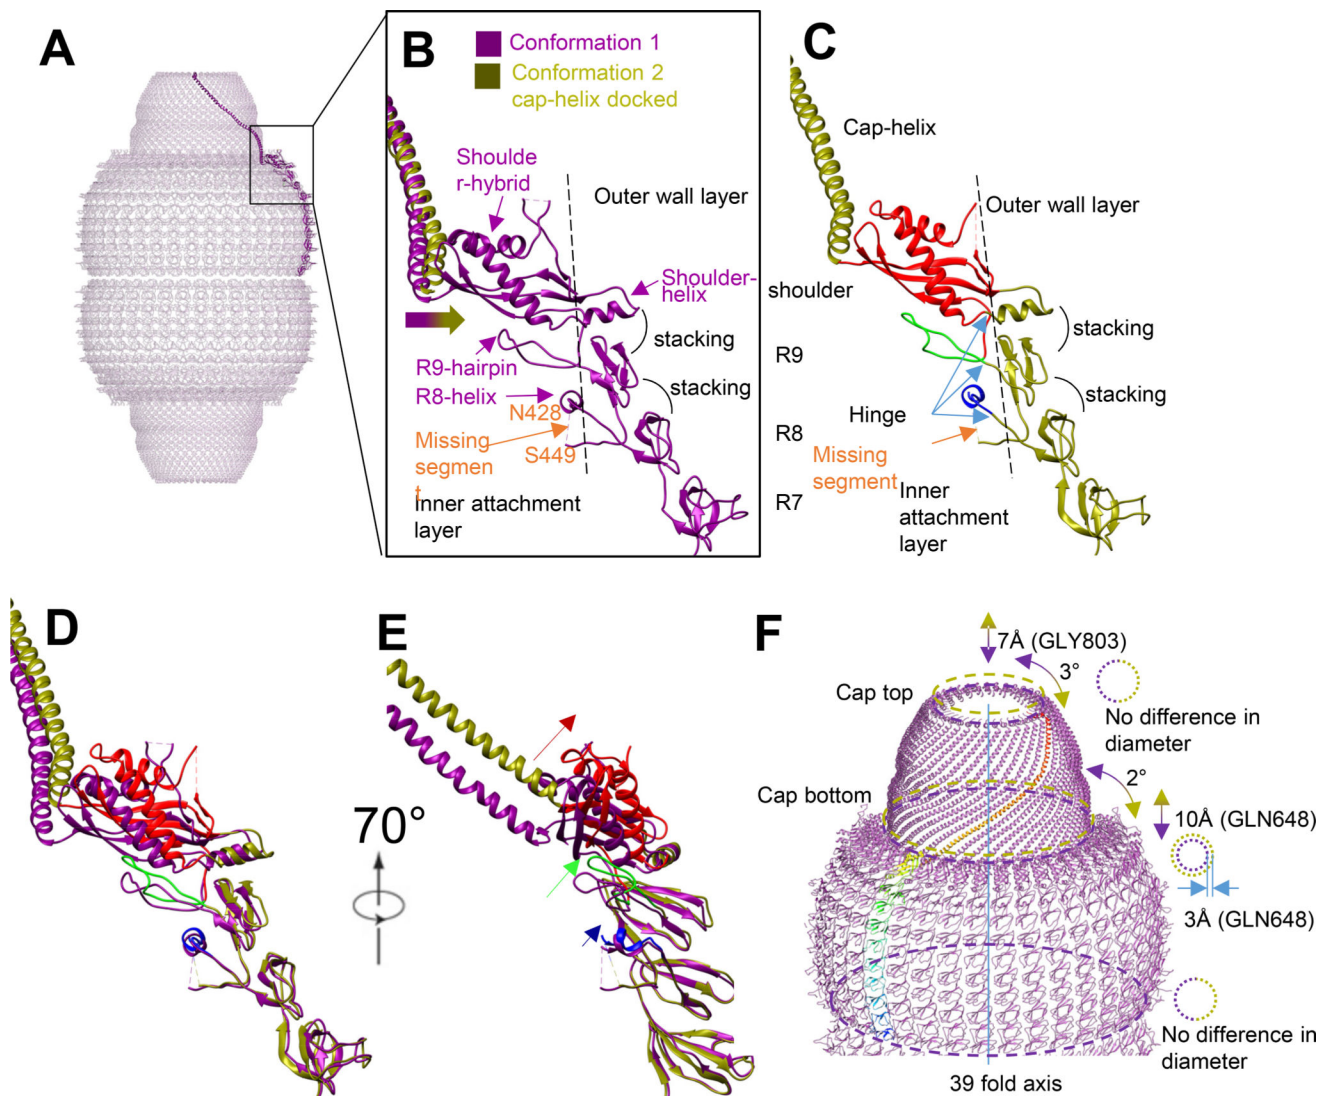 A
B
Conformation 1
Conformation 2
cap-helix docked
Shoulde
r-hybrid
Outer wall layer
Shoulder-
helix
stacking
R9-hairpin
R8-helix
stacking
N428
Missing
segmen
t
S449
Inner attachment
layer
C
Cap-helix
Outer wall layer
shoulder
stacking
R9
stacking
Hinge
R8
Missing
segment
Inner
attachment
layer
R7
D
E
70°
F
7Å (GLY803)
3°
Cap top
No difference in
diameter
2°
Cap bottom
10Å (GLN648)
3Å (GLN648)
No difference in
diameter
39 fold axis